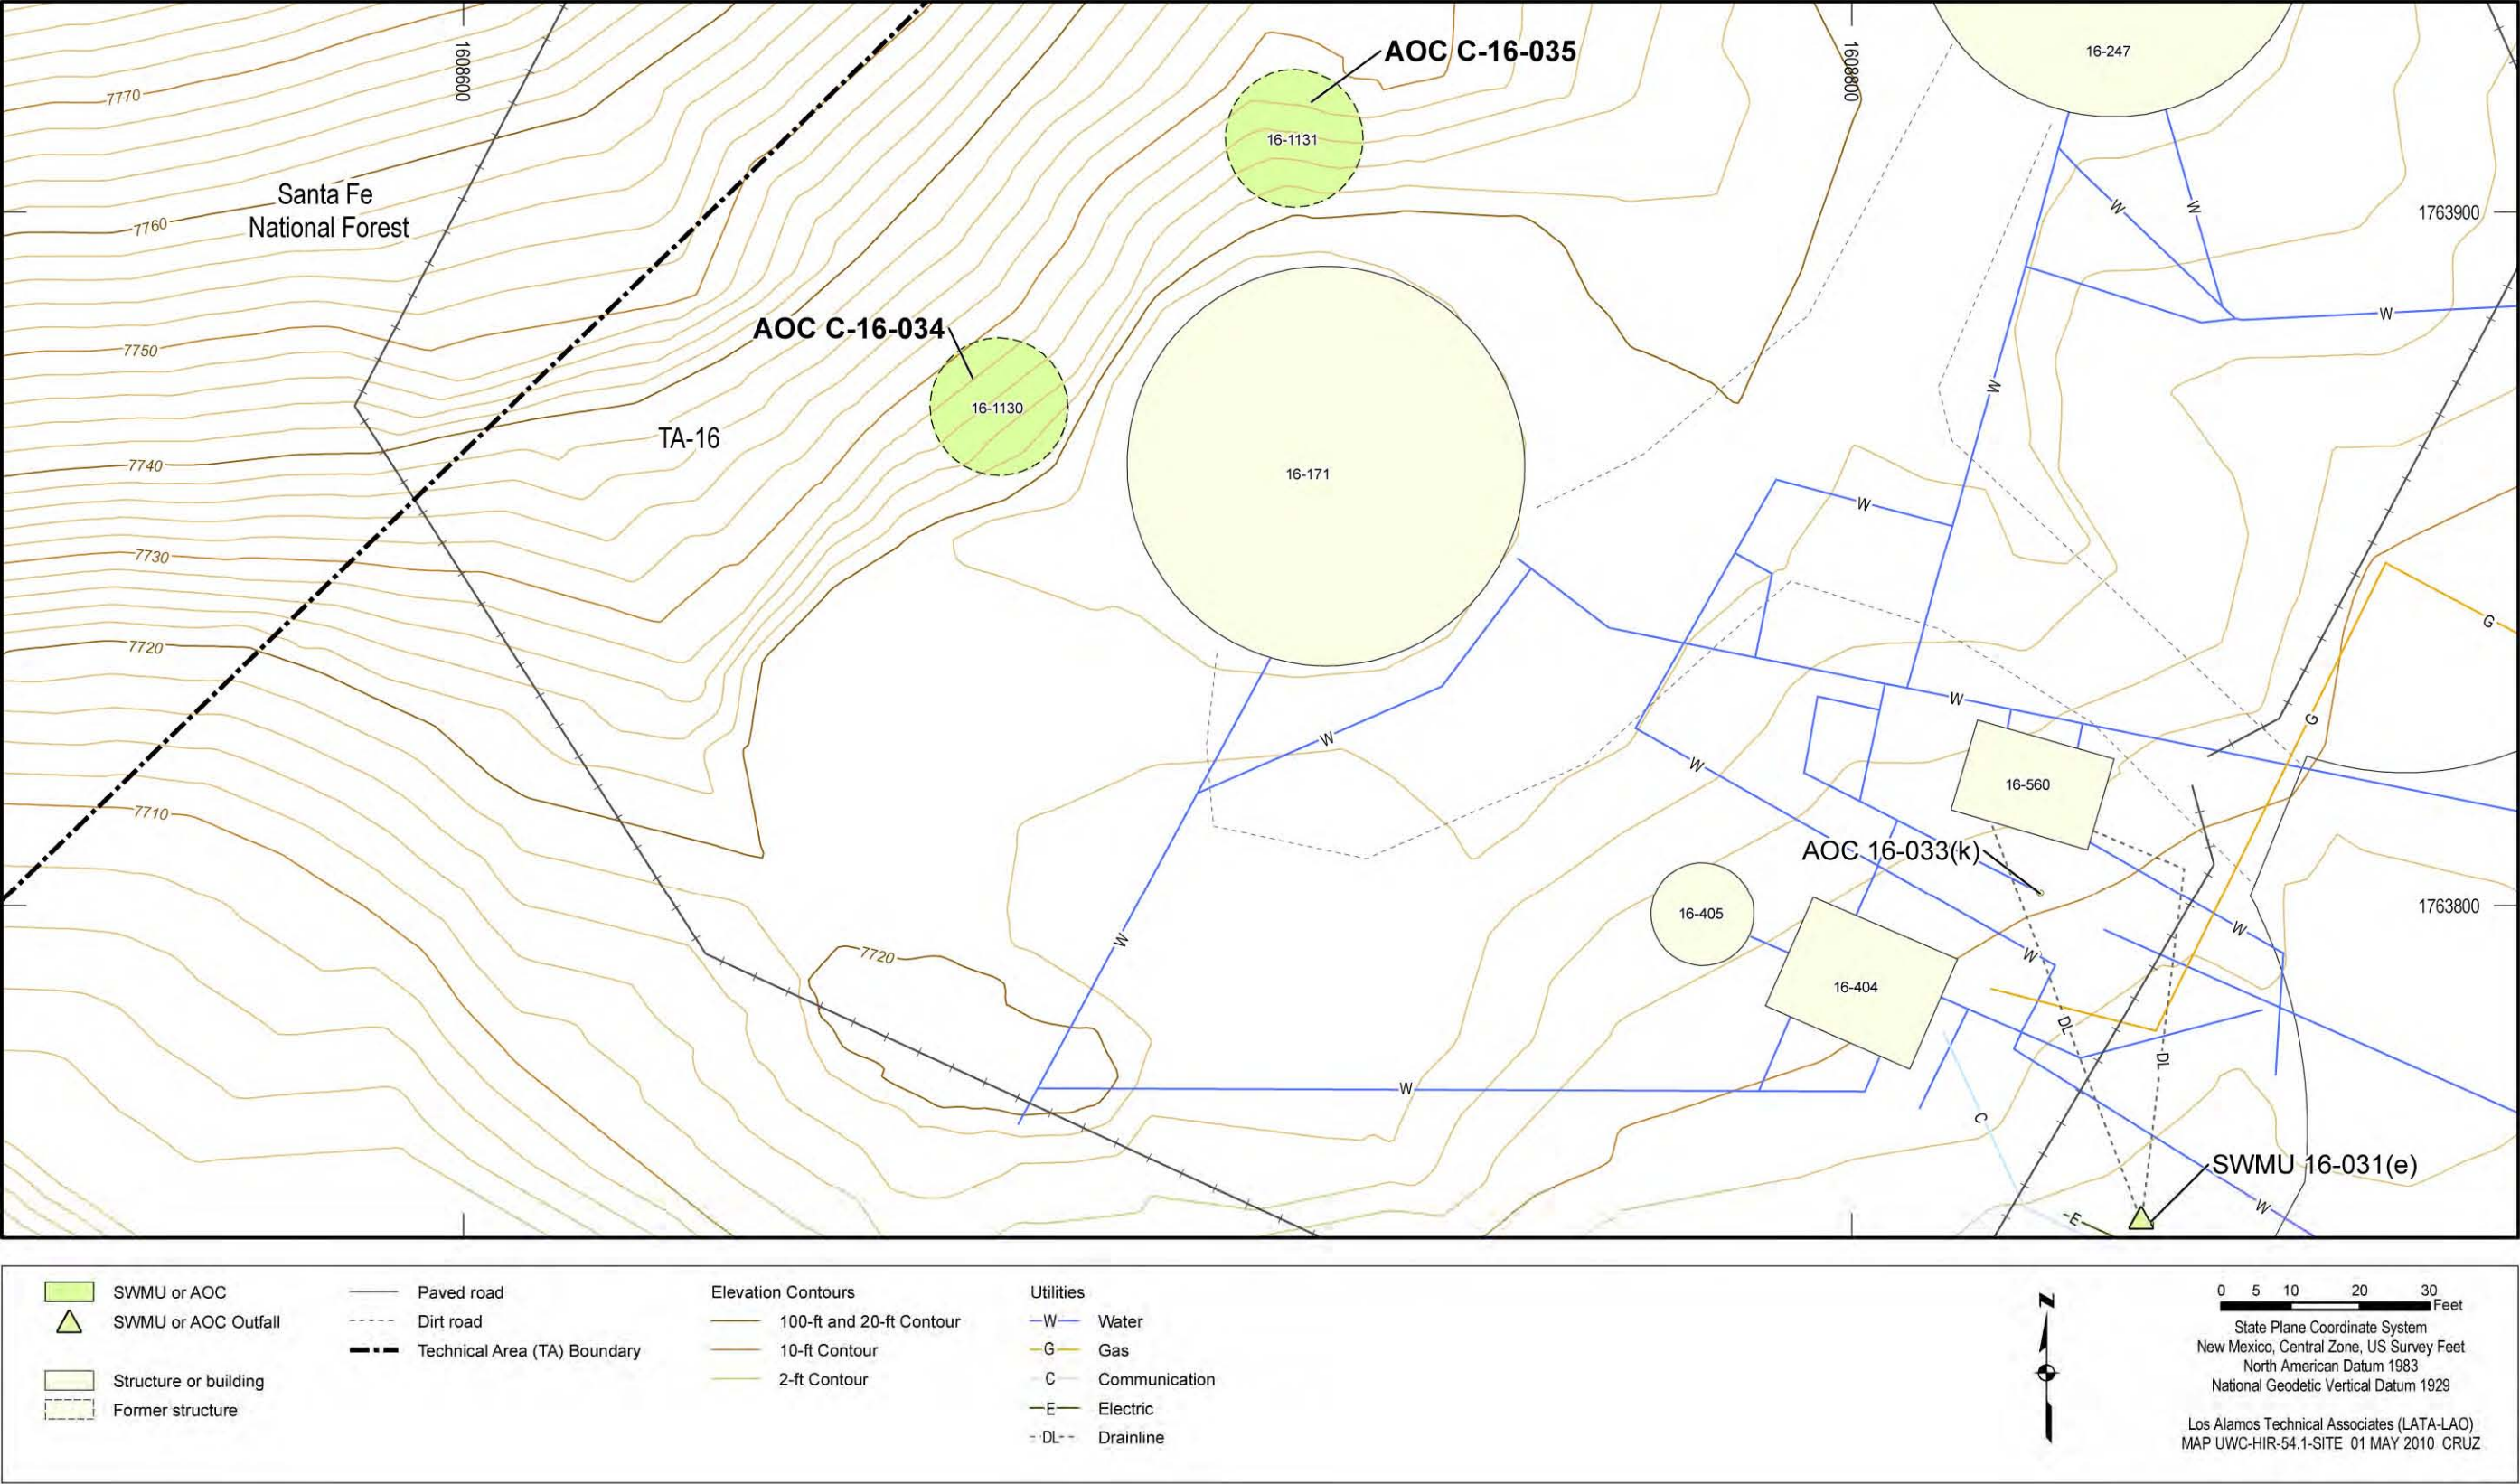 AOC C-16-035
16-247
1608600
1608800
7770
16-1131
Santa Fe
National Forest
7760
1763900
W
W
W
AOC C-16-034
7750
W
16-1130
TA-16
7740
16-171
W
7730
G
7720
W
G
W
W
16-560
7710
AOC 16-033(k)
16-405
1763800
W
W
W
7720
16-404
DL
DL
W
C
SWMU 16-031(e)
W
E
SWMU or AOC
SWMU or AOC Outfall
Structure or building
Former structure
Paved road
Dirt road
Technical Area (TA) Boundary
Elevation Contours
100-ft and 20-ft Contour
10-ft Contour
2-ft Contour
Utilities
W Water
G Gas
C Communication
E Electric
DL Drainline
N
0 5 10 20 30
Feet
State Plane Coordinate System
New Mexico, Central Zone, US Survey Feet
North American Datum 1983
National Geodetic Vertical Datum 1929
Los Alamos Technical Associates (LATA-LAO)
MAP UWC-HIR-54.1-SITE 01 MAY 2010 CRUZ